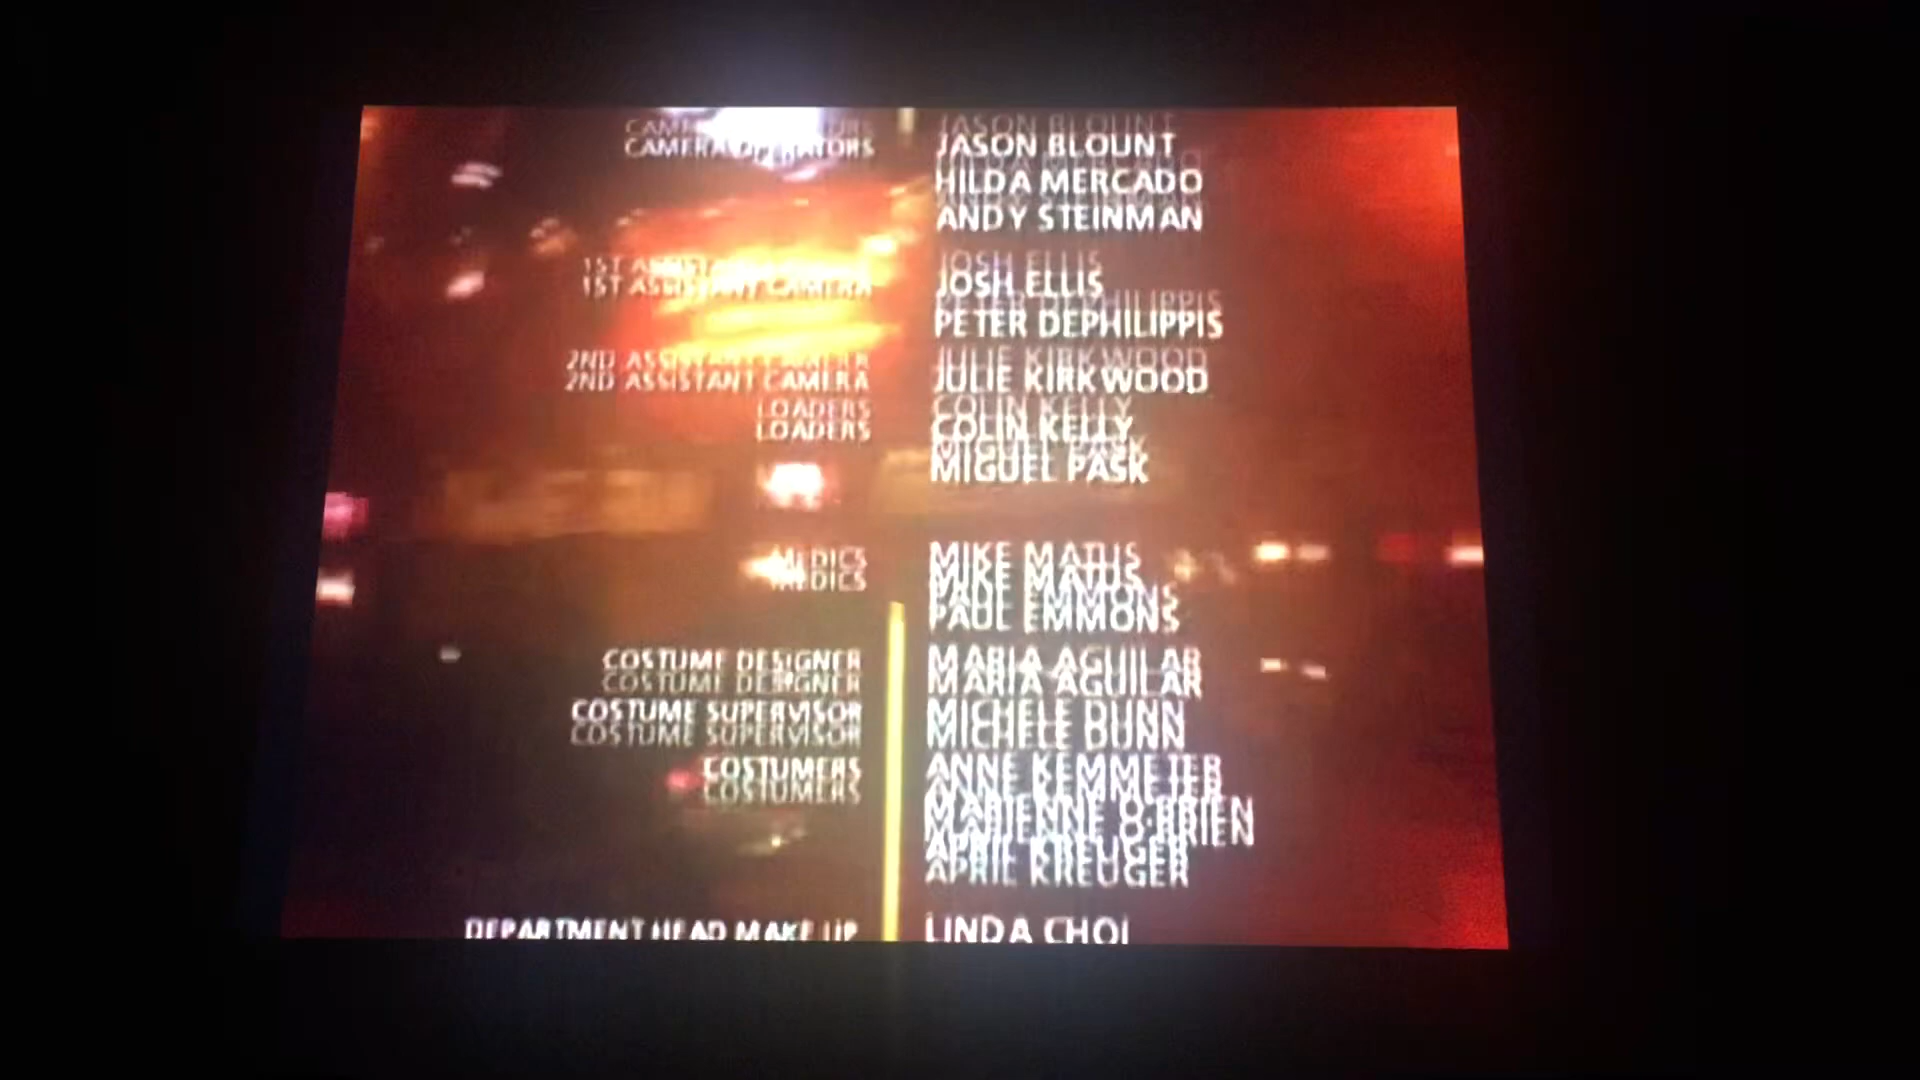 CAMERA OPERATORS JASON BLOUNT
HILDA MERCADO
ANDY STEINMAN
1ST ASSISTANT CAMERA JOSH ELLIS
PETER DEPHILIPPIS
2ND ASSISTANT CAMERA JULIE KIRKWOOD
LOADERS COLIN KELLY
MIGUEL PASK
MEDICS MIKE MATUS
PAUL EMMONS
COSTUME DESIGNER MARIA AGUILAR
COSTUME SUPERVISOR MICHELE DUNN
COSTUMERS ANNE KEMMETER
MARIENNE O'BRIEN
APRIL KREUGER
DEPARTMENT HEAD MAKE UP LINDA CHOI